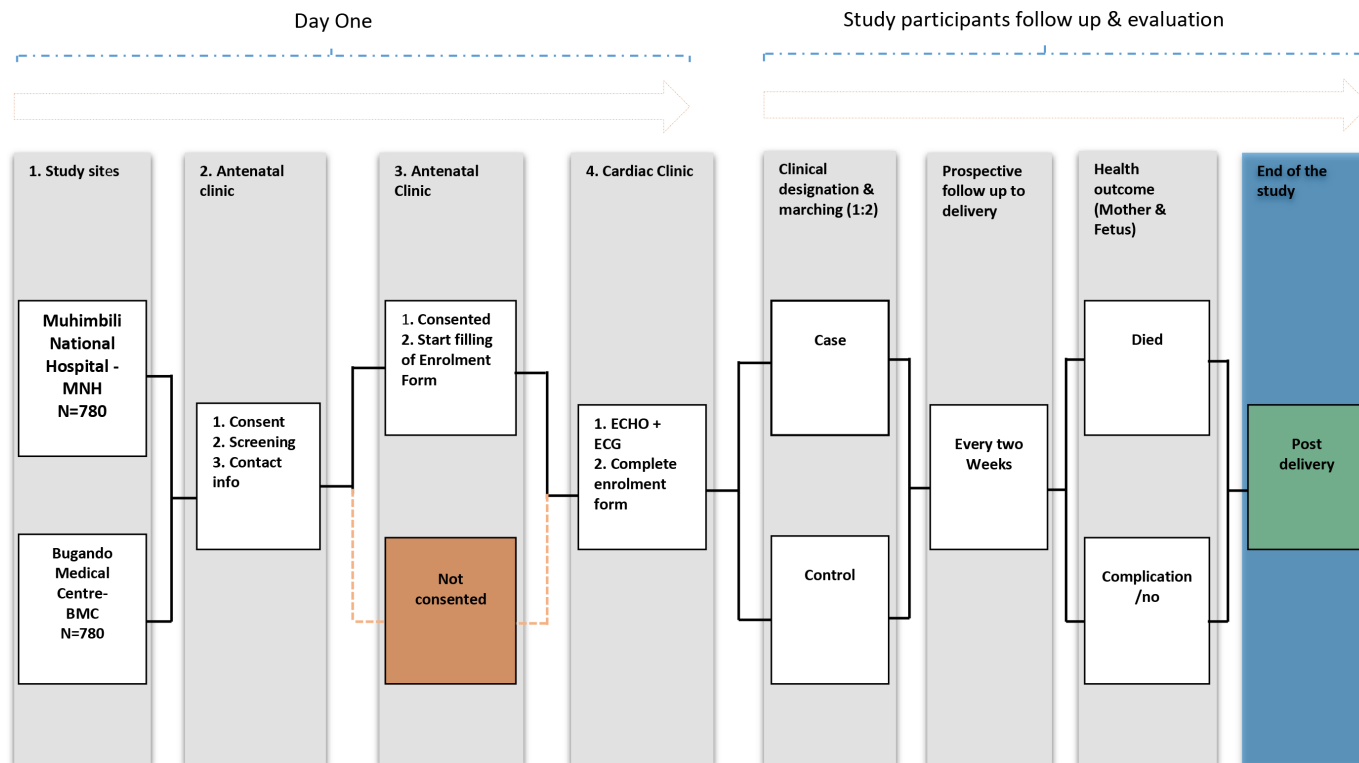 Day One
Study participants follow up & evaluation
1. Study sites
2. Antenatal
clinic
3. Antenatal
Clinic
4. Cardiac Clinic
Clinical
designation &
marching (1:2)
Prospective
follow up to
delivery
Health
outcome
(Mother &
Fetus)
End of the
study
Muhimbili
National
Hospital -
MNH
N=780
Bugando
Medical
Centre-
BMC
N=780
1. Consent
2. Screening
3. Contact
info
1. Consented
2. Start filling
of Enrolment
Form
Not
consented
1. ECHO +
ECG
2. Complete
enrolment
form
Case
Control
Every two
Weeks
Died
Complication
/no
Post
delivery